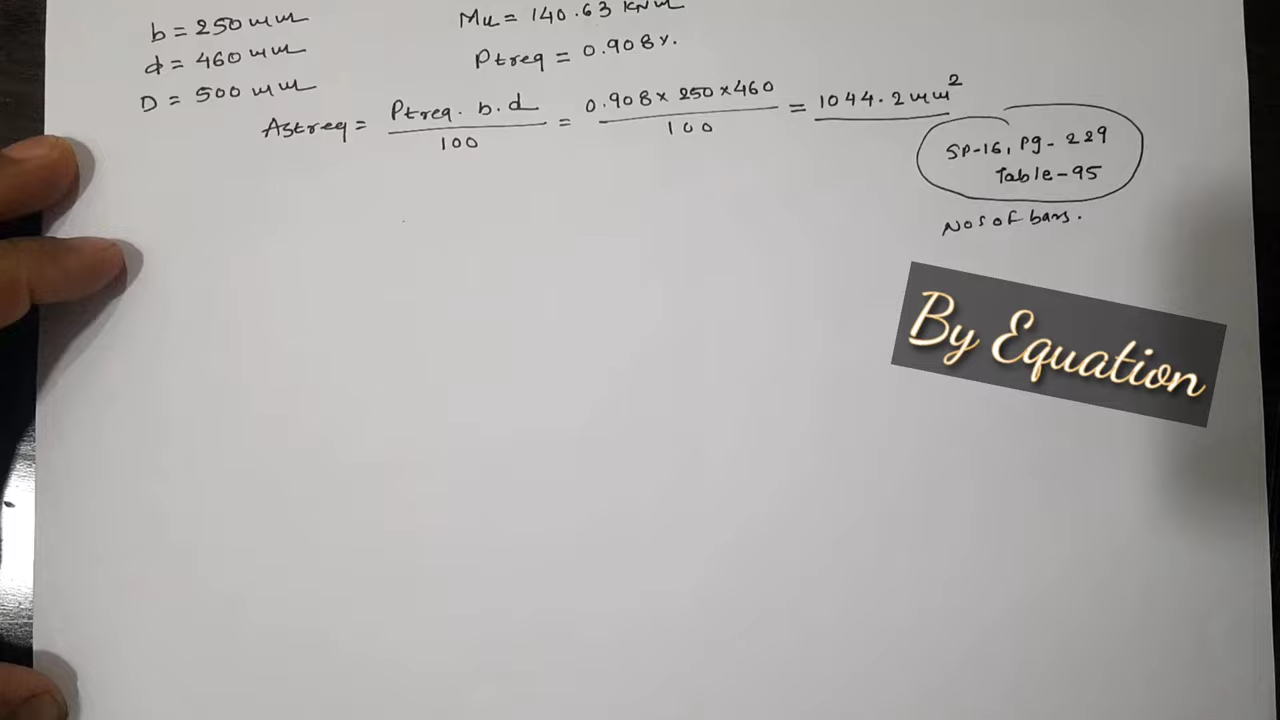 b = 250 mm
Mu = 140.63 KNm
d = 460 mm
Ptreq = 0.908%.
D = 500 mm
Astreq = Ptreq. b.d / 100 = 0.908 x 250 x 460 / 100 = 1044.2 mm²
SP-16, Pg- 229
Table-95
Nos of bars.
By Equation